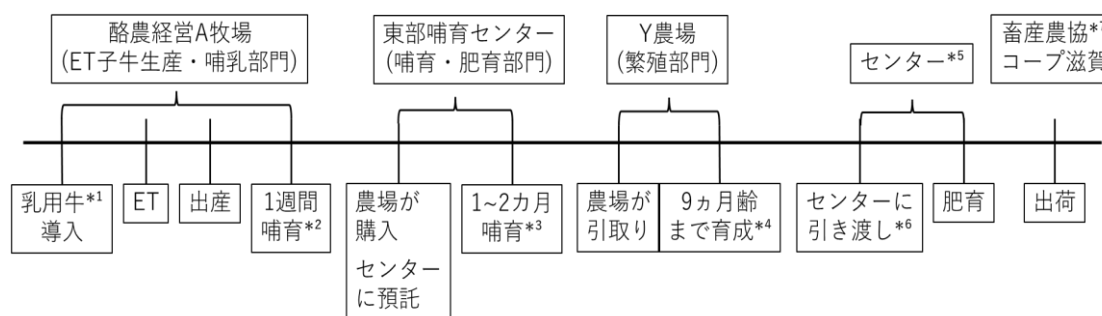 酪農経営A牧場
(ET子牛生産・哺乳部門)
東部哺育センター
(哺育・肥育部門)
Y農場
(繁殖部門)
センター*5
畜産農協*
コープ滋賀
乳用牛*1
導入
ET
出産
1週間
哺育*2
農場が
購入
センター
に預託
1~2カ月
哺育*3
農場が
引取り
9ヵ月齢
まで育成*4
センターに
引き渡し*6
肥育
出荷